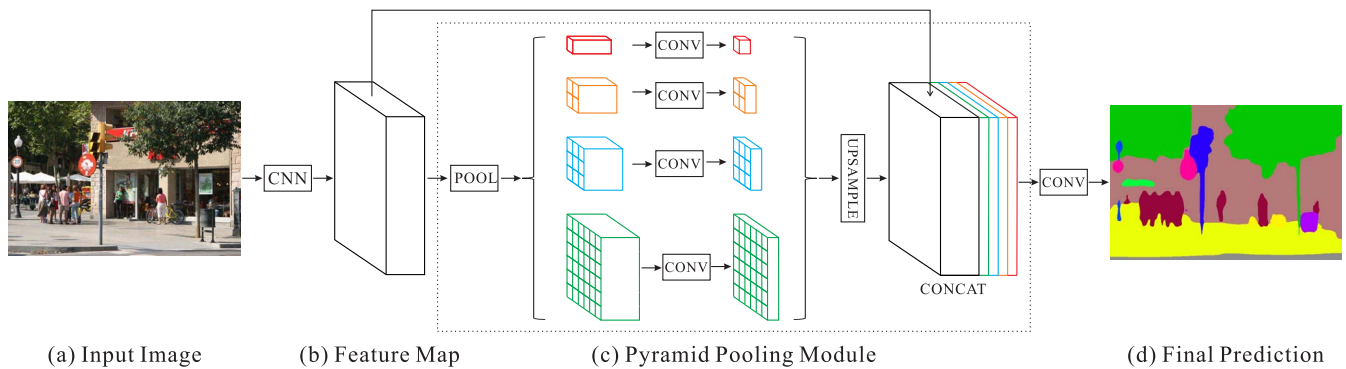 CNN
POOL
CONV
CONV
CONV
CONV
UPSAMPLE
CONCAT
CONV
(a) Input Image
(b) Feature Map
(c) Pyramid Pooling Module
(d) Final Prediction